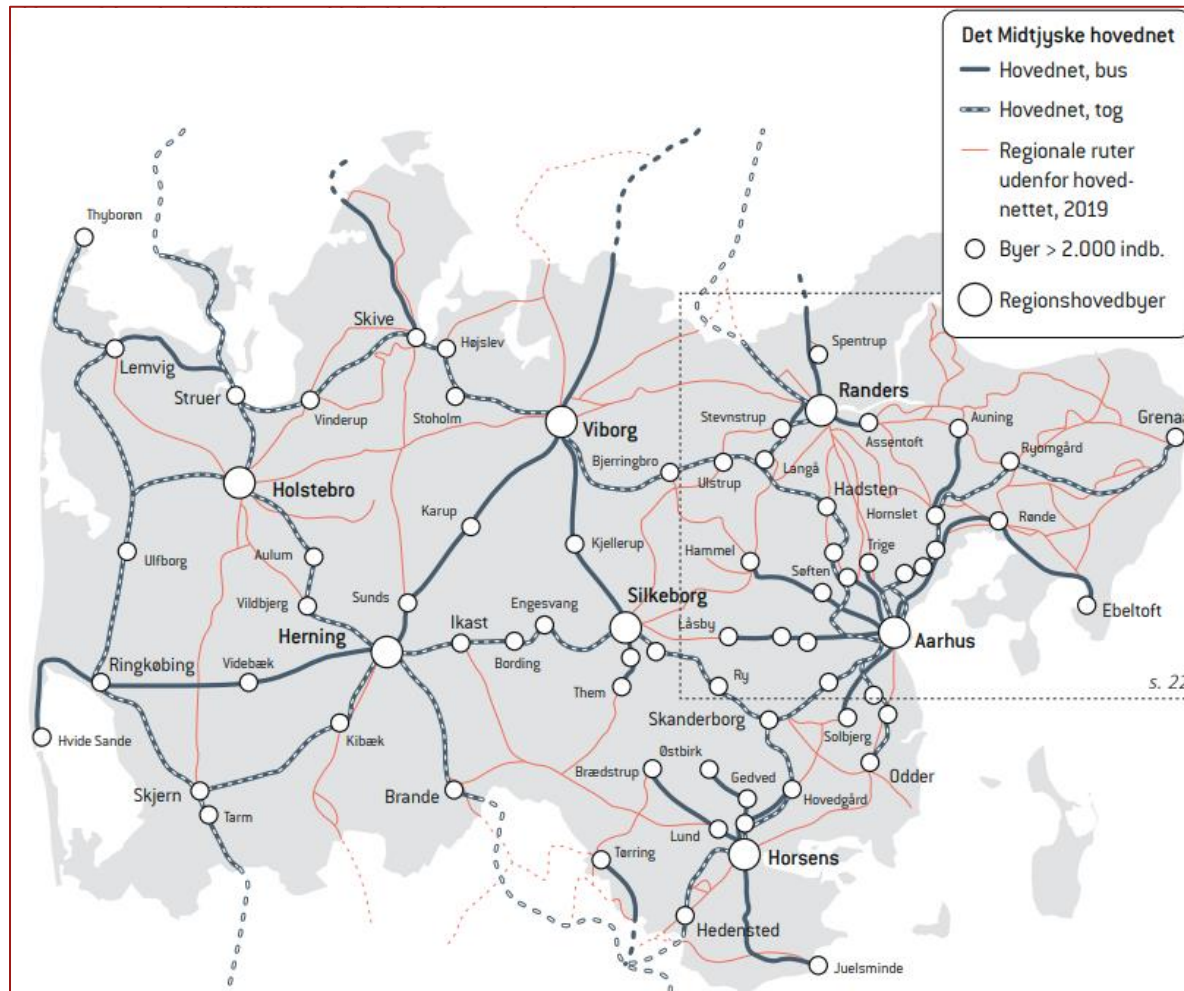 Det Midtjyske hovednet
Hovednet, bus
Hovednet, tog
Regionale ruter
udenfor hoved-
nettet, 2019
Byer > 2.000 indb.
Regionshovedbyer
Thyborøn
Skive
Højslev
Spentrup
Lemvig
Randers
Struer
Vinderup
Stoholm
Viborg
Stevnstrup
Assentoft
Auning
Grenaa
Bjerringbro
Langå
Ryomgård
Ulstrup
Holstebro
Hadsten
Karup
Hornslet
Rønde
Ulfborg
Aulum
Kjellerup
Hammel
Trige
Søften
Vildbjerg
Sunds
Engesvang
Silkeborg
Ebeltoft
Herning
Ikast
Låsby
Aarhus
Bording
Ringkøbing
Videbæk
Them
Ry
s. 22
Skanderborg
Hvide Sande
Kibæk
Solbjerg
Østbirk
Brædstrup
Gedved
Odder
Skjern
Brande
Hovedgård
Tarm
Lund
Tørring
Horsens
Hedensted
Juelsminde